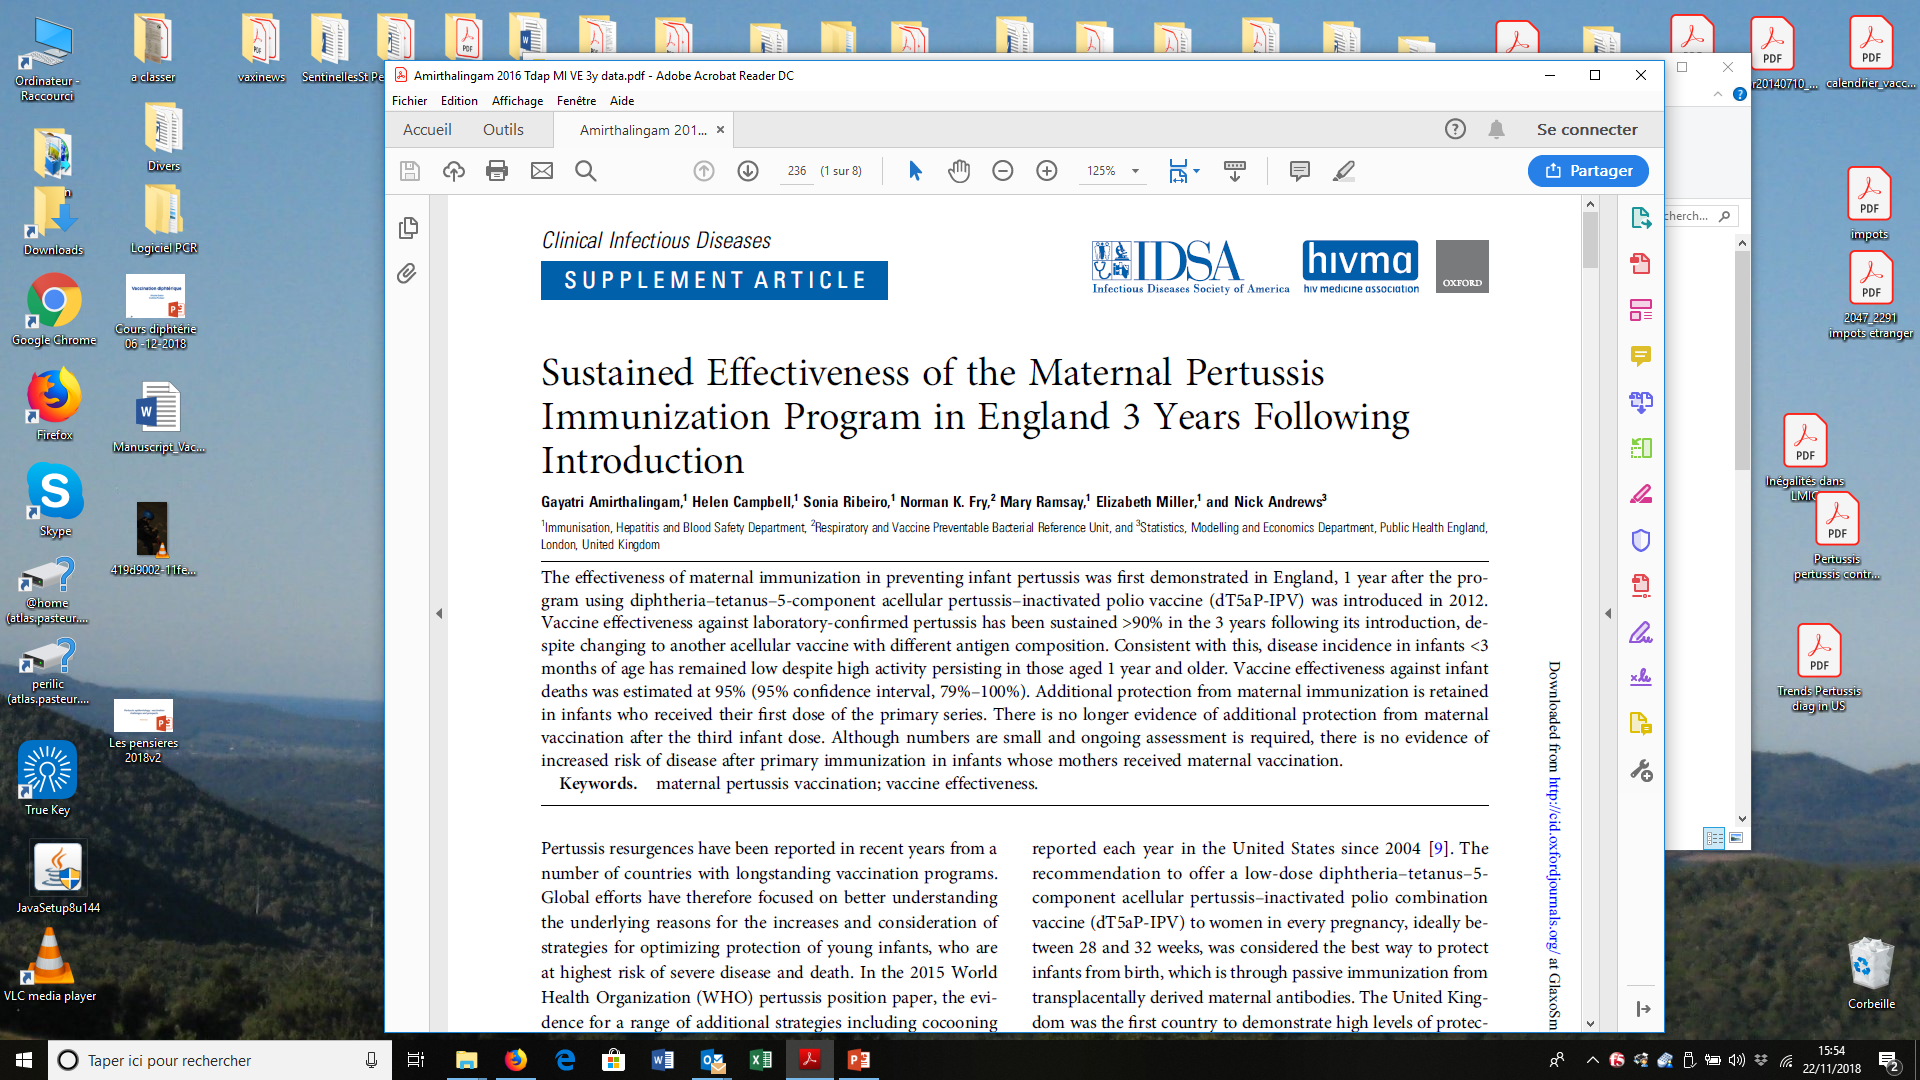 Ordinateur -
Raccourci
a classer
vaxinews
Sentinelles
St Pe
calendrier_vacc...
r20140710_...
Divers
Downloads
Logiciel PCR
Google Chrome
Vaccination diphtérique
Cours diphtérie
06 -12-2018
Firefox
Manuscript_Vac...
Skype
419d9002-11fe...
@home
(atlas.pasteur....
perilic
(atlas.pasteur....
Les pensieres
2018v2
True Key
JavaSetup8u144
VLC media player
Amirthalingam 2016 Tdap MI VE 3y data.pdf - Adobe Acrobat Reader DC
Fichier Edition Affichage Fenêtre Aide
Accueil Outils Amirthalingam 201... × Se connecter
236 (1 sur 8) 125% Partager
Clinical Infectious Diseases
SUPPLEMENT ARTICLE
IDSA
Infectious Diseases Society of America
hivma
hiv medicine association
OXFORD
Sustained Effectiveness of the Maternal Pertussis
Immunization Program in England 3 Years Following
Introduction
Gayatri Amirthalingam,1 Helen Campbell,1 Sonia Ribeiro,1 Norman K. Fry,2 Mary Ramsay,1 Elizabeth Miller,1 and Nick Andrews3
1Immunisation, Hepatitis and Blood Safety Department, 2Respiratory and Vaccine Preventable Bacterial Reference Unit, and 3Statistics, Modelling and Economics Department, Public Health England,
London, United Kingdom
The effectiveness of maternal immunization in preventing infant pertussis was first demonstrated in England, 1 year after the pro-
gram using diphtheria–tetanus–5-component acellular pertussis–inactivated polio vaccine (dT5aP-IPV) was introduced in 2012.
Vaccine effectiveness against laboratory-confirmed pertussis has been sustained >90% in the 3 years following its introduction, de-
spite changing to another acellular vaccine with different antigen composition. Consistent with this, disease incidence in infants <3
months of age has remained low despite high activity persisting in those aged 1 year and older. Vaccine effectiveness against infant
deaths was estimated at 95% (95% confidence interval, 79%–100%). Additional protection from maternal immunization is retained
in infants who received their first dose of the primary series. There is no longer evidence of additional protection from maternal
vaccination after the third infant dose. Although numbers are small and ongoing assessment is required, there is no evidence of
increased risk of disease after primary immunization in infants whose mothers received maternal vaccination.
Keywords. maternal pertussis vaccination; vaccine effectiveness.
Pertussis resurgences have been reported in recent years from a
number of countries with longstanding vaccination programs.
Global efforts have therefore focused on better understanding
the underlying reasons for the increases and consideration of
strategies for optimizing protection of young infants, who are
at highest risk of severe disease and death. In the 2015 World
Health Organization (WHO) pertussis position paper, the evi-
dence for a range of additional strategies including cocooning
reported each year in the United States since 2004 [9]. The
recommendation to offer a low-dose diphtheria–tetanus–5-
component acellular pertussis–inactivated polio combination
vaccine (dT5aP-IPV) to women in every pregnancy, ideally be-
tween 28 and 32 weeks, was considered the best way to protect
infants from birth, which is through passive immunization from
transplacentally derived maternal antibodies. The United King-
dom was the first country to demonstrate high levels of protec-
Downloaded from http://cid.oxfordjournals.org/ at GlaxoSm
cherch...
PDF
impots
PDF
2047_2291
impots etranger
PDF
Inégalités dans
LMIC
PDF
Pertussis
pertussis contr...
PDF
Trends Pertussis
diag in US
Corbeille
Taper ici pour rechercher
15:54
22/11/2018
2